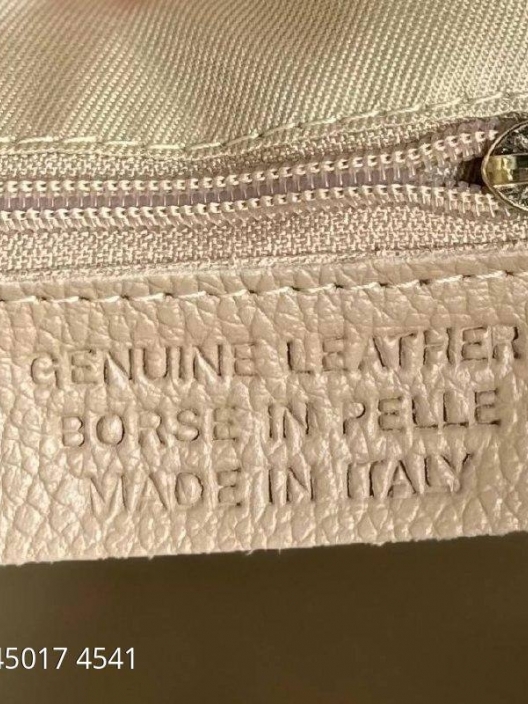 GENUINE LEATHER
BORSE IN PELLE
MADE IN ITALY
45017 4541